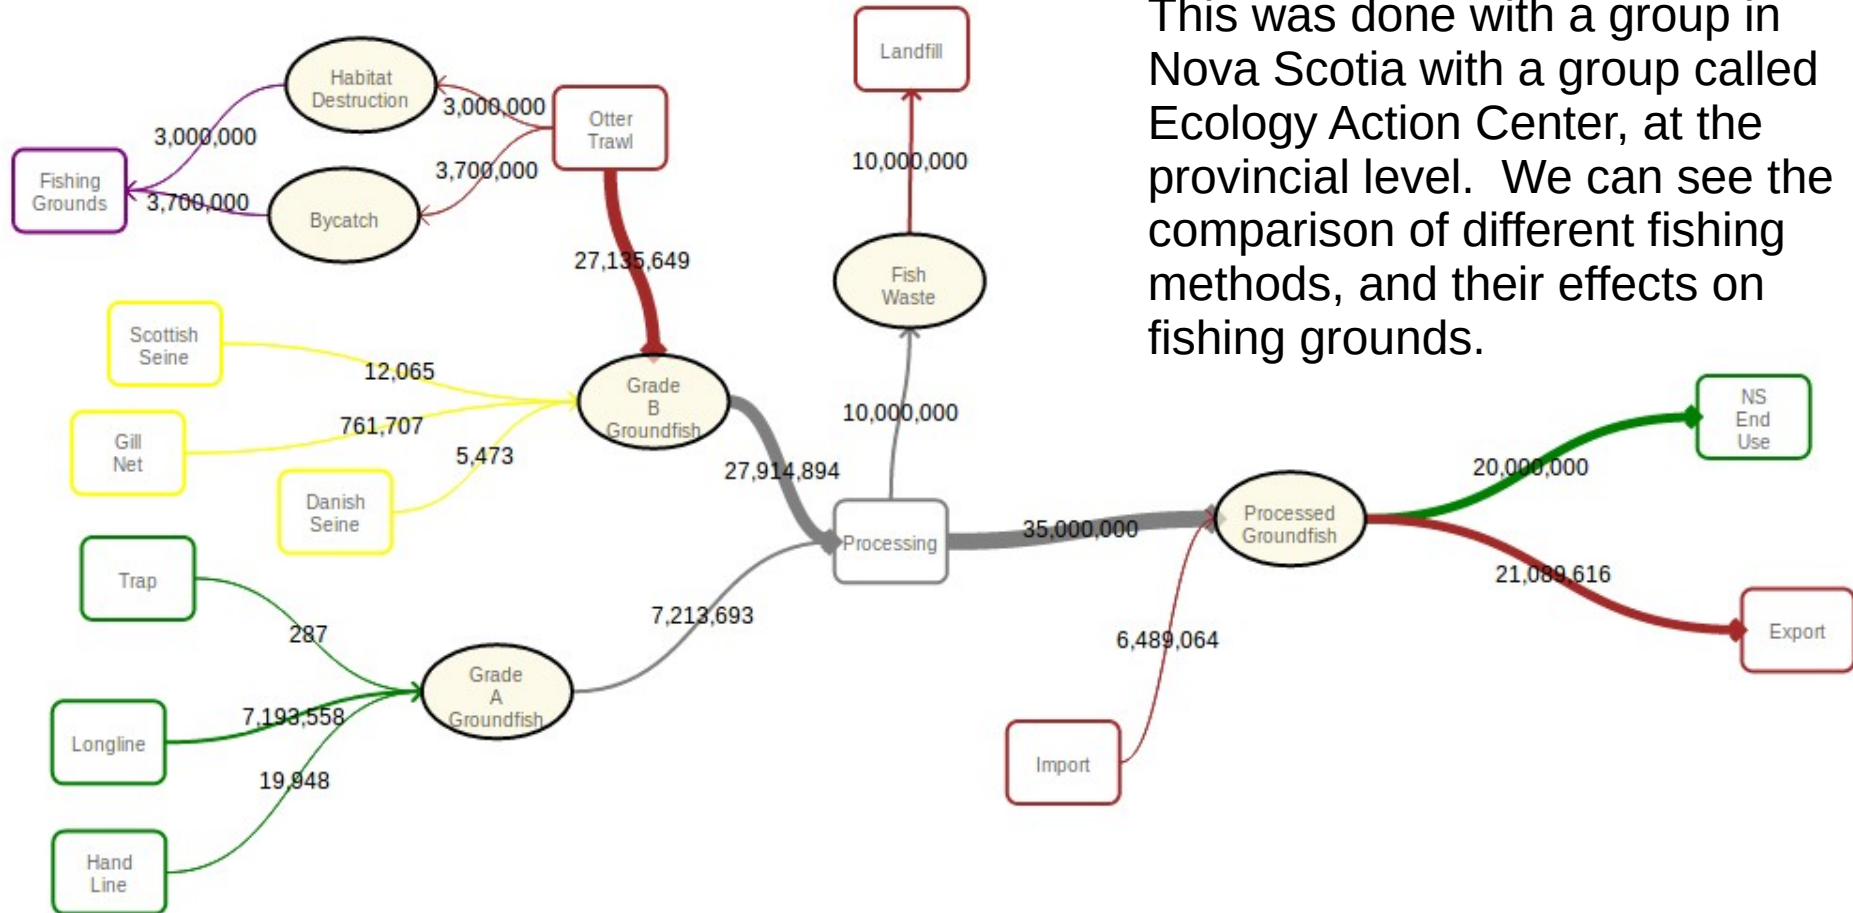 This was done with a group in
Nova Scotia with a group called
Ecology Action Center, at the
provincial level.  We can see the
comparison of different fishing
methods, and their effects on
fishing grounds.
Landfill
Habitat
Destruction
3,000,000
Otter
Trawl
3,000,000
10,000,000
3,700,000
Fishing
Grounds
3,700,000
Bycatch
27,135,649
Fish
Waste
Scottish
Seine
12,065
Grade
B
Groundfish
761,707
Gill
Net
5,473
10,000,000
NS
End
Use
27,914,894
20,000,000
Danish
Seine
Processing
35,000,000
Processed
Groundfish
Trap
21,089,616
287
7,213,693
6,489,064
Export
Grade
A
Groundfish
7,193,558
Longline
19,948
Import
Hand
Line